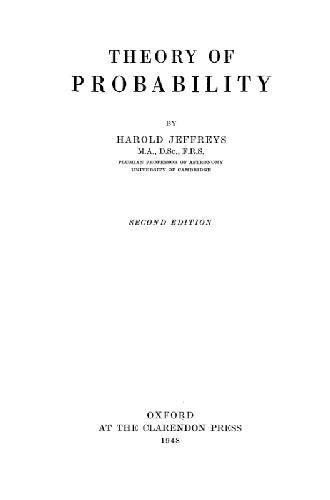 THEORY OF
PROBABILITY
BY
HAROLD JEFFREYS
M.A., D.Sc., F.R.S.
PLUMIAN PROFESSOR OF ASTRONOMY
UNIVERSITY OF CAMBRIDGE
SECOND EDITION
OXFORD
AT THE CLARENDON PRESS
1948